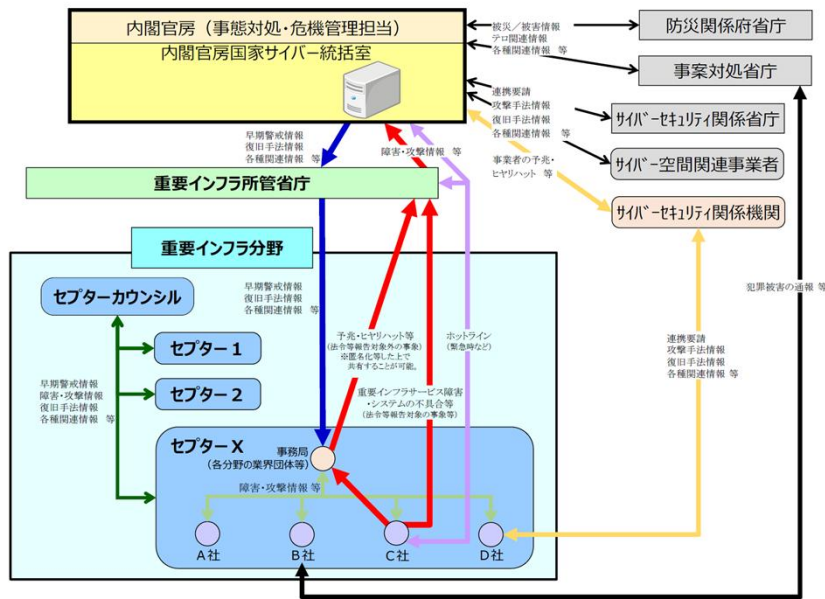 内閣官房（事態対処・危機管理担当）
内閣官房国家サイバー統括室
被災／被害情報
テロ関連情報
各種関連情報 等
防災関係府省庁
事案対処省庁
連携要請
攻撃手法情報
復旧手法情報
各種関連情報 等
サイバーセキュリティ関係省庁
サイバー空間関連事業者
事業者の予兆・
ヒヤリハット 等
サイバーセキュリティ関係機関
早期警戒情報
復旧手法情報
各種関連情報 等
障害・攻撃情報 等
重要インフラ所管省庁
重要インフラ分野
セプターカウンシル
セプター１
セプター２
早期警戒情報
障害・攻撃情報
復旧手法情報
各種関連情報 等
早期警戒情報
復旧手法情報
各種関連情報 等
予兆・ヒヤリハット等
（法令等報告対象外の事象）
※匿名化等した上で
共有することが可能。
ホットライン
（緊急時など）
重要インフラサービス障害
・システムの不具合等
（法令等報告対象の事象等）
犯罪被害の通報 等
連携要請
攻撃手法情報
復旧手法情報
各種関連情報 等
セプターＸ
事務局
（各分野の業界団体等）
障害・攻撃情報 等
Ａ社
Ｂ社
Ｃ社
Ｄ社